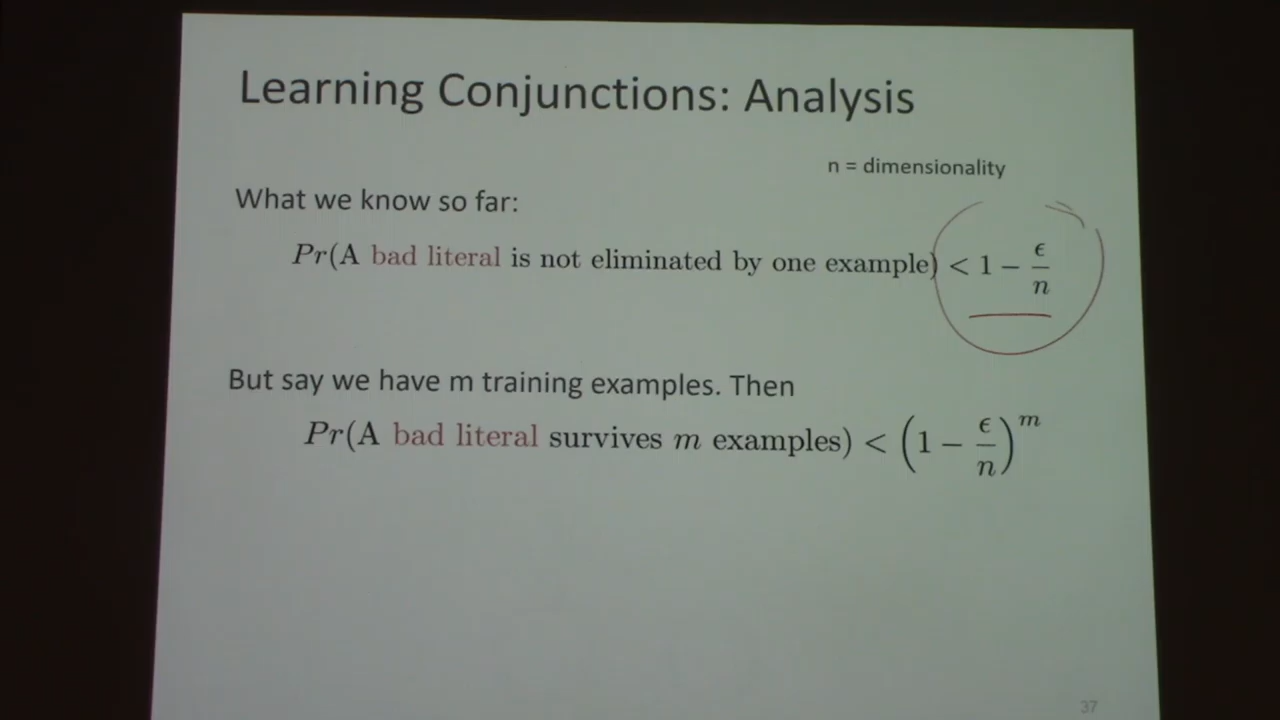 Learning Conjunctions: Analysis
n = dimensionality
What we know so far:
Pr(A bad literal is not eliminated by one example) < 1 − ϵ/n
But say we have m training examples. Then
Pr(A bad literal survives m examples) < (1 − ϵ/n)^m
37